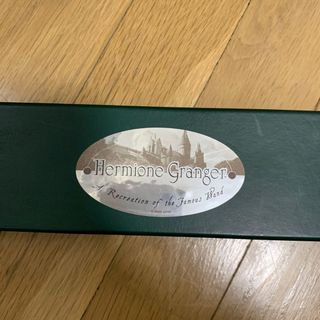 Hermione Granger
A Recreation of the Famous Wand